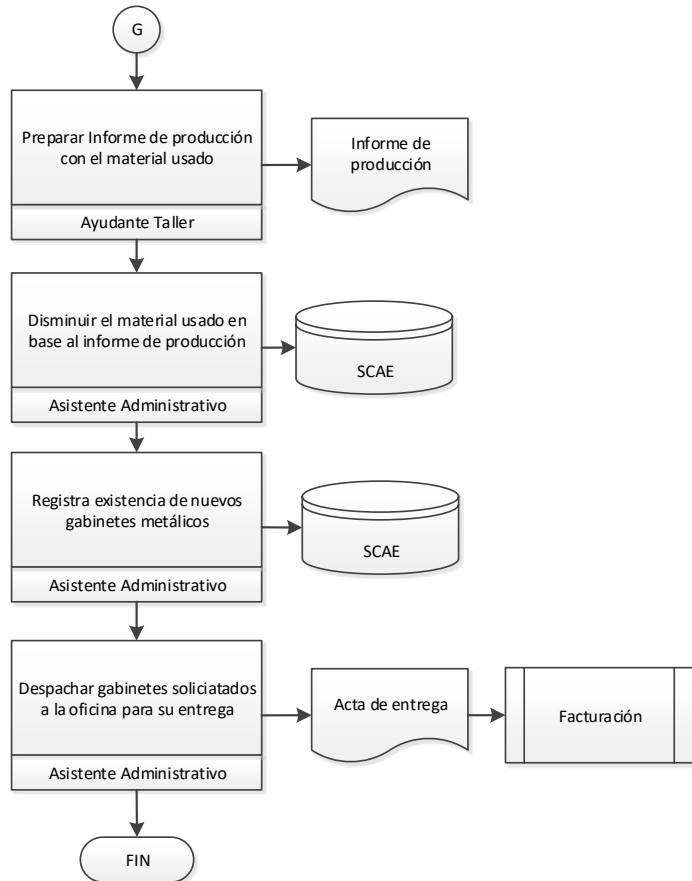 G
Preparar Informe de producción
con el material usado
Ayudante Taller
Informe de
producción
Disminuir el material usado en
base al informe de producción
Asistente Administrativo
SCAE
Registra existencia de nuevos
gabinetes metálicos
Asistente Administrativo
SCAE
Despachar gabinetes soliciatados
a la oficina para su entrega
Asistente Administrativo
Acta de entrega
Facturación
FIN